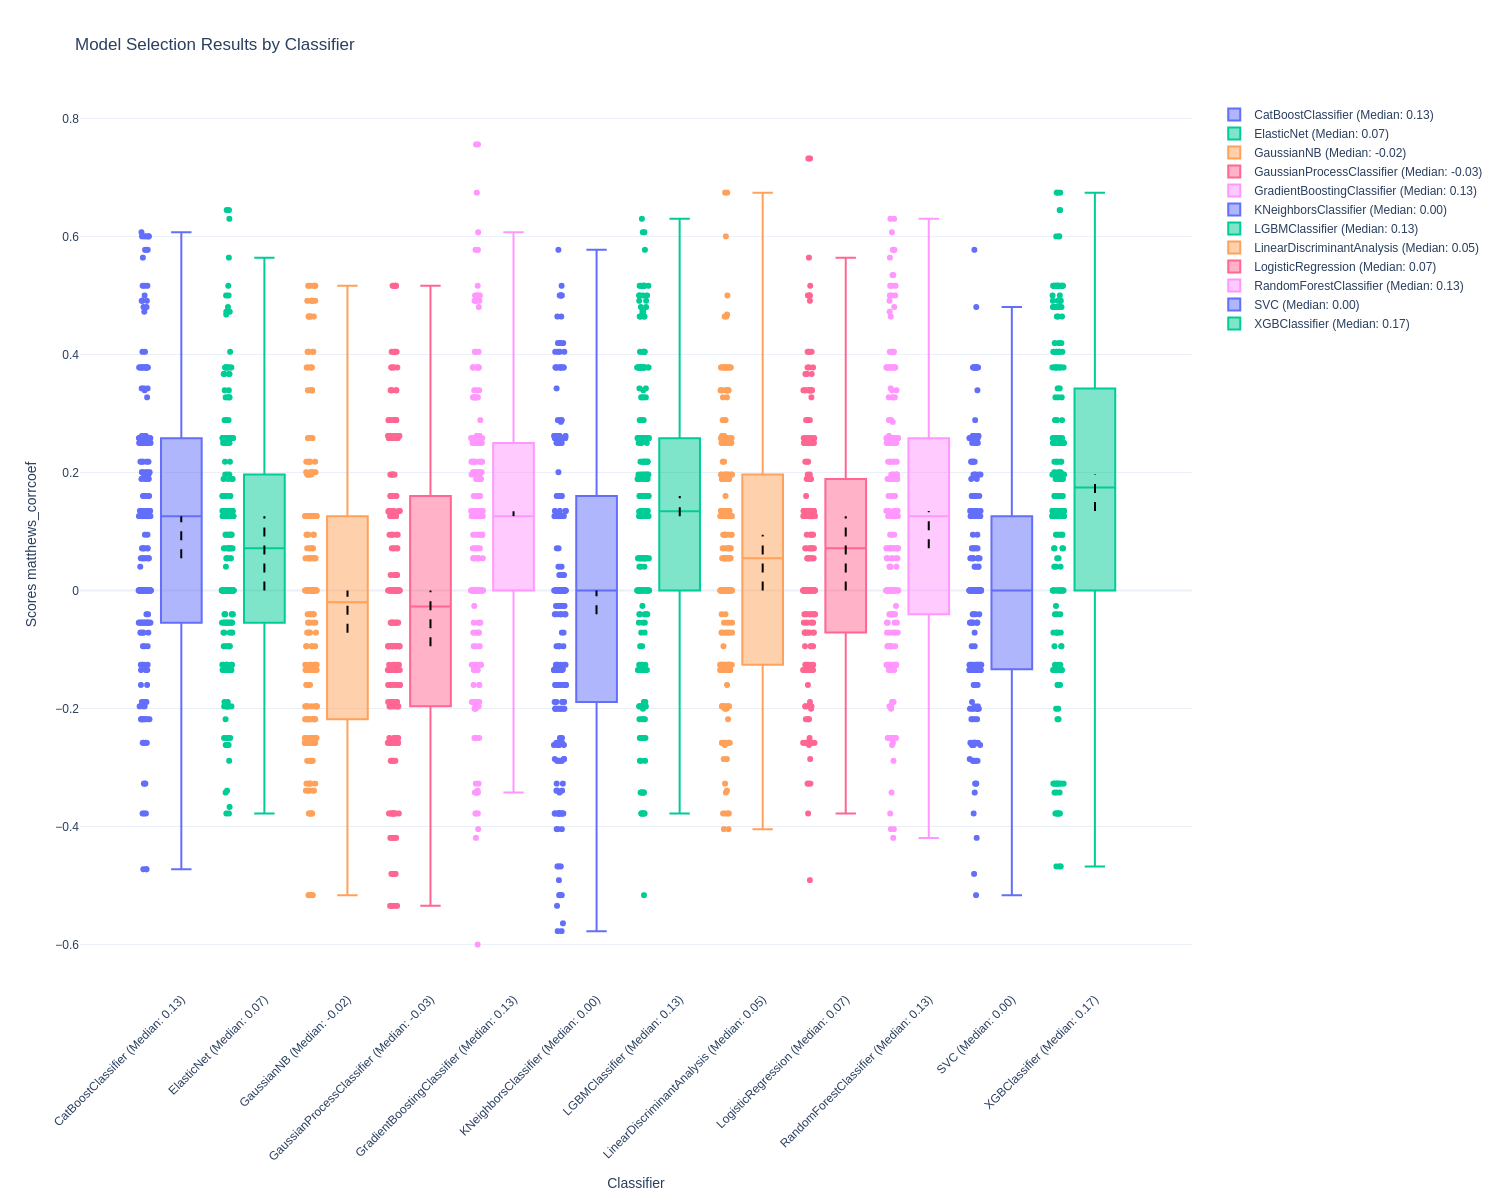 Model Selection Results by Classifier
0.8
0.6
0.4
0.2
0
−0.2
−0.4
−0.6
Scores matthews_corrcoef
CatBoostClassifier (Median: 0.13)
ElasticNet (Median: 0.07)
GaussianNB (Median: -0.02)
GaussianProcessClassifier (Median: -0.03)
GradientBoostingClassifier (Median: 0.13)
KNeighborsClassifier (Median: 0.00)
LGBMClassifier (Median: 0.13)
LinearDiscriminantAnalysis (Median: 0.05)
LogisticRegression (Median: 0.07)
RandomForestClassifier (Median: 0.13)
SVC (Median: 0.00)
XGBClassifier (Median: 0.17)
Classifier
CatBoostClassifier (Median: 0.13)
ElasticNet (Median: 0.07)
GaussianNB (Median: -0.02)
GaussianProcessClassifier (Median: -0.03)
GradientBoostingClassifier (Median: 0.13)
KNeighborsClassifier (Median: 0.00)
LGBMClassifier (Median: 0.13)
LinearDiscriminantAnalysis (Median: 0.05)
LogisticRegression (Median: 0.07)
RandomForestClassifier (Median: 0.13)
SVC (Median: 0.00)
XGBClassifier (Median: 0.17)